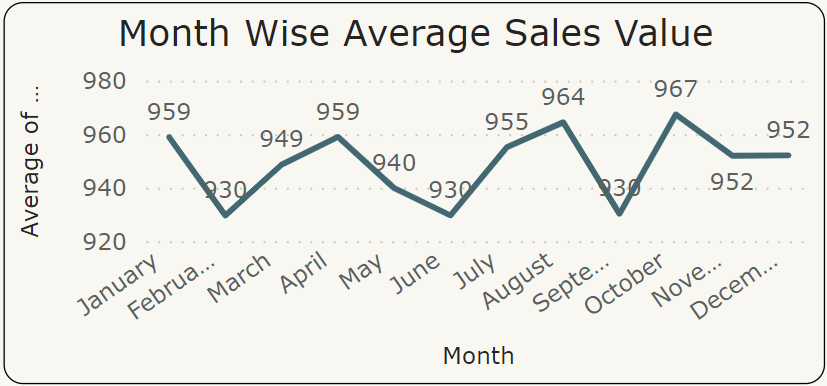 Month Wise Average Sales Value
Average of ...
980
960
940
920
959
930
949
959
940
930
955
964
930
967
952
952
January
Februa...
March
April
May
June
July
August
Septe...
October
Nove...
Decem...
Month